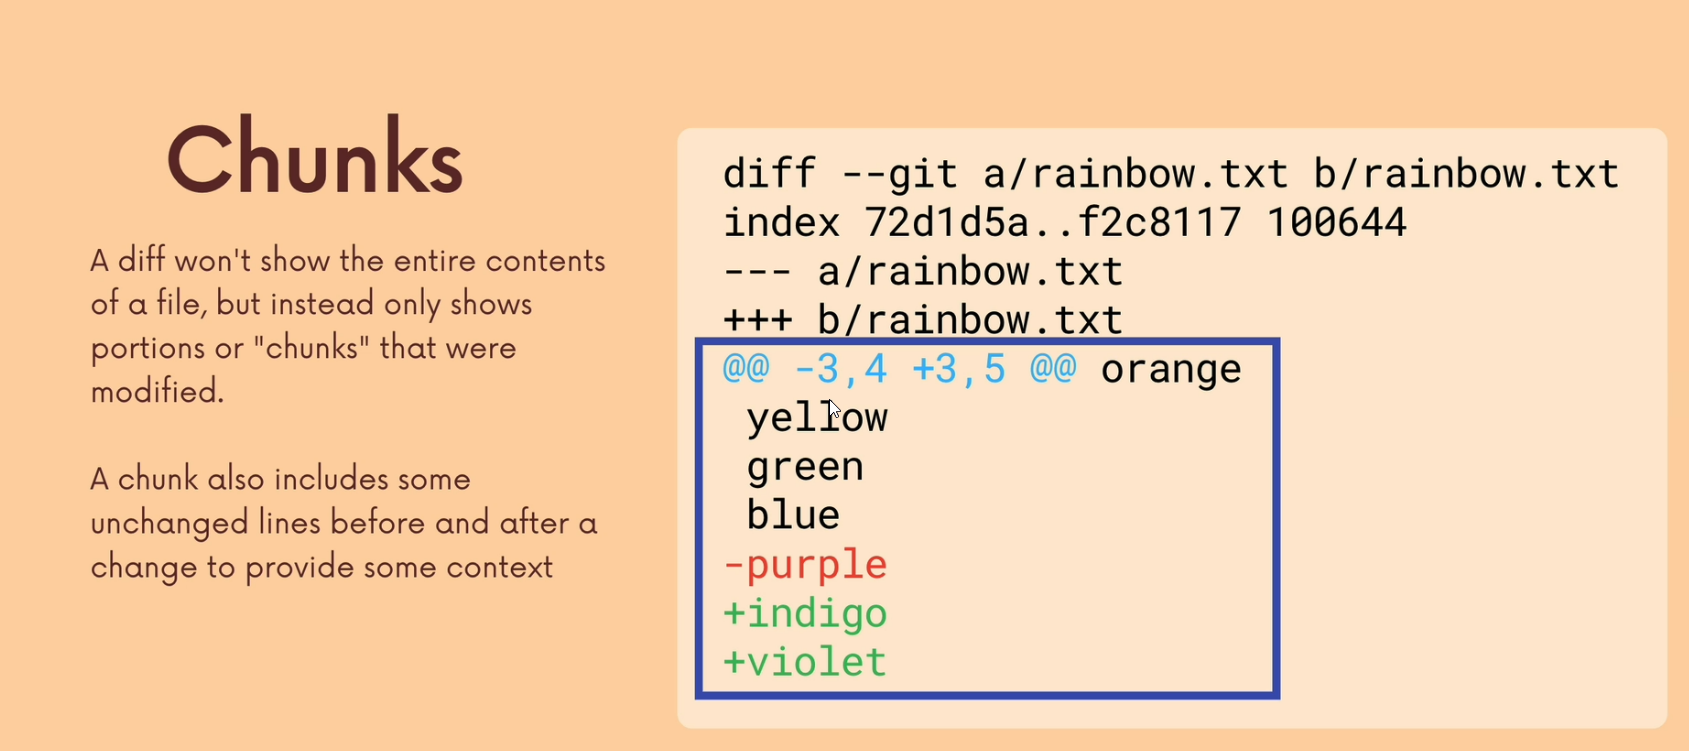 Chunks
A diff won't show the entire contents
of a file, but instead only shows
portions or "chunks" that were
modified.
A chunk also includes some
unchanged lines before and after a
change to provide some context
diff --git a/rainbow.txt b/rainbow.txt
index 72d1d5a..f2c8117 100644
--- a/rainbow.txt
+++ b/rainbow.txt
@@ -3,4 +3,5 @@ orange
 yellow
 green
 blue
-purple
+indigo
+violet